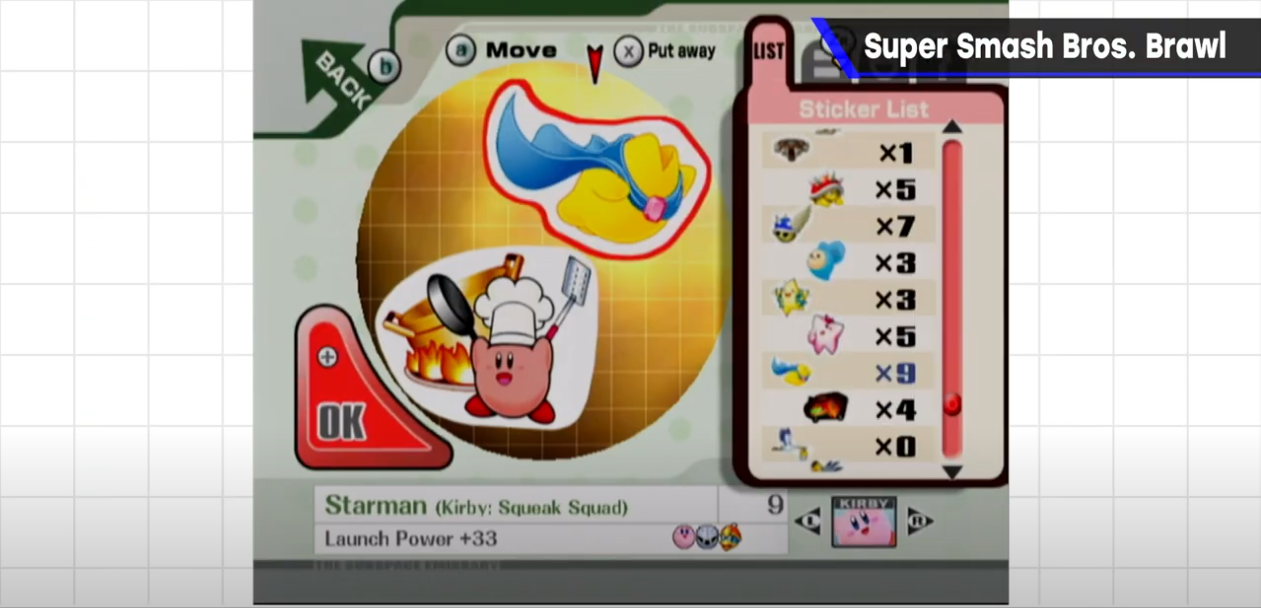 Super Smash Bros. Brawl
BACK
b
a Move
X Put away
LIST
Sticker List
×1
×5
×7
×3
×3
×5
×9
×4
×0
+
OK
Starman (Kirby: Squeak Squad) 9
Launch Power +33
L KIRBY R